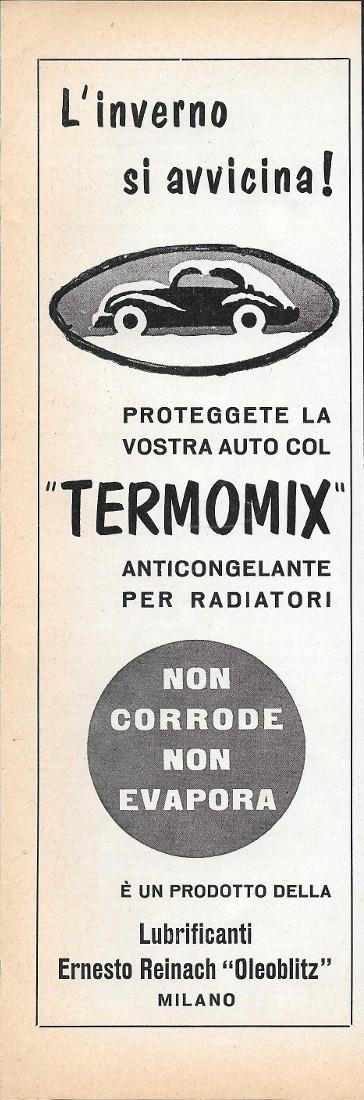 L'inverno
si avvicina!
PROTEGGETE LA
VOSTRA AUTO COL
"TERMOMIX"
ANTICONGELANTE
PER RADIATORI
NON
CORRODE
NON
EVAPORA
È UN PRODOTTO DELLA
Lubrificanti
Ernesto Reinach "Oleoblitz"
MILANO